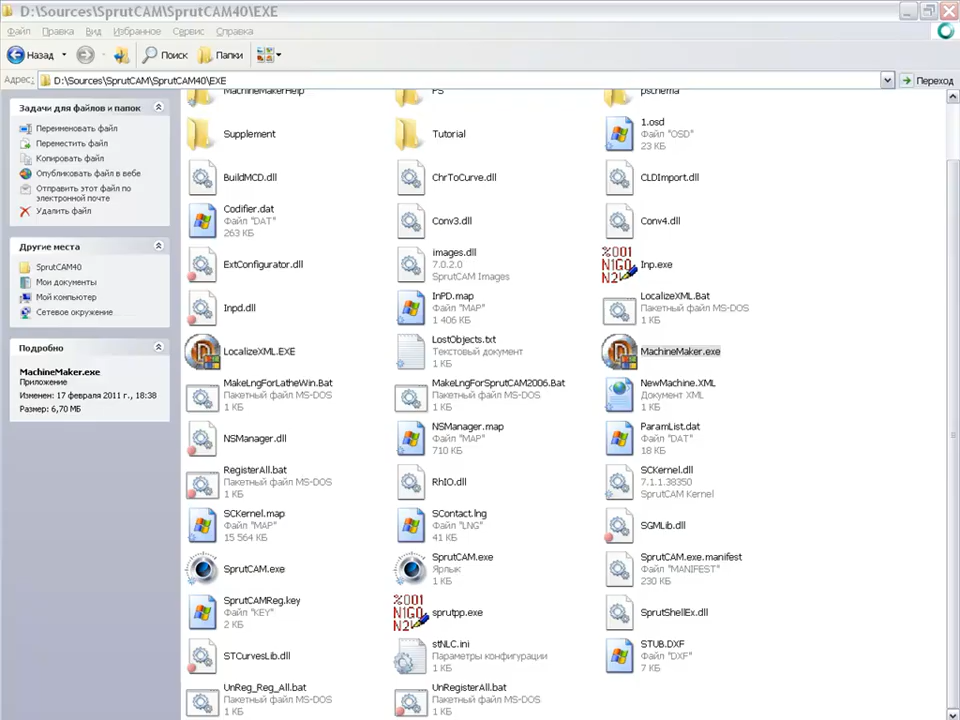 D:\Sources\SprutCAM\SprutCAM40\EXE
Файл Правка Вид Избранное Сервис Справка
Назад Поиск Папки
Адрес: D:\Sources\SprutCAM\SprutCAM40\EXE Переход
Задачи для файлов и папок
Переименовать файл
Переместить файл
Копировать файл
Опубликовать файл в вебе
Отправить этот файл по
электронной почте
Удалить файл
Другие места
SprutCAM40
Мои документы
Мой компьютер
Сетевое окружение
Подробно
MachineMaker.exe
Приложение
Изменен: 17 февраля 2011 г., 18:38
Размер: 6,70 МБ
MachineMakerHelp
PS
pschema
Supplement
Tutorial
1.osd
Файл "OSD"
23 КБ
BuildMCD.dll
ChrToCurve.dll
CLDImport.dll
Codifier.dat
Файл "DAT"
263 КБ
Conv3.dll
Conv4.dll
ExtConfigurator.dll
images.dll
7.0.2.0
SprutCAM Images
%001
N1G0
N2
Inp.exe
Inpd.dll
InPD.map
Файл "MAP"
1 406 КБ
LocalizeXML.Bat
Пакетный файл MS-DOS
1 КБ
LocalizeXML.EXE
LostObjects.txt
Текстовый документ
1 КБ
MachineMaker.exe
MakeLngForLatheWin.Bat
Пакетный файл MS-DOS
1 КБ
MakeLngForSprutCAM2006.Bat
Пакетный файл MS-DOS
1 КБ
NewMachine.XML
Документ XML
1 КБ
NSManager.dll
NSManager.map
Файл "MAP"
710 КБ
ParamList.dat
Файл "DAT"
18 КБ
RegisterAll.bat
Пакетный файл MS-DOS
1 КБ
RhIO.dll
SCKernel.dll
7.1.1.38350
SprutCAM Kernel
SCKernel.map
Файл "MAP"
15 564 КБ
SContact.lng
Файл "LNG"
41 КБ
SGMLib.dll
SprutCAM.exe
SprutCAM.exe
Ярлык
1 КБ
SprutCAM.exe.manifest
Файл "MANIFEST"
230 КБ
SprutCAMReg.key
Файл "KEY"
2 КБ
%001
N1G0
N2
sprutpp.exe
SprutShellEx.dll
STCurvesLib.dll
stNLC.ini
Параметры конфигурации
1 КБ
STUB.DXF
Файл "DXF"
7 КБ
UnReg_Reg_All.bat
Пакетный файл MS-DOS
1 КБ
UnRegisterAll.bat
Пакетный файл MS-DOS
1 КБ